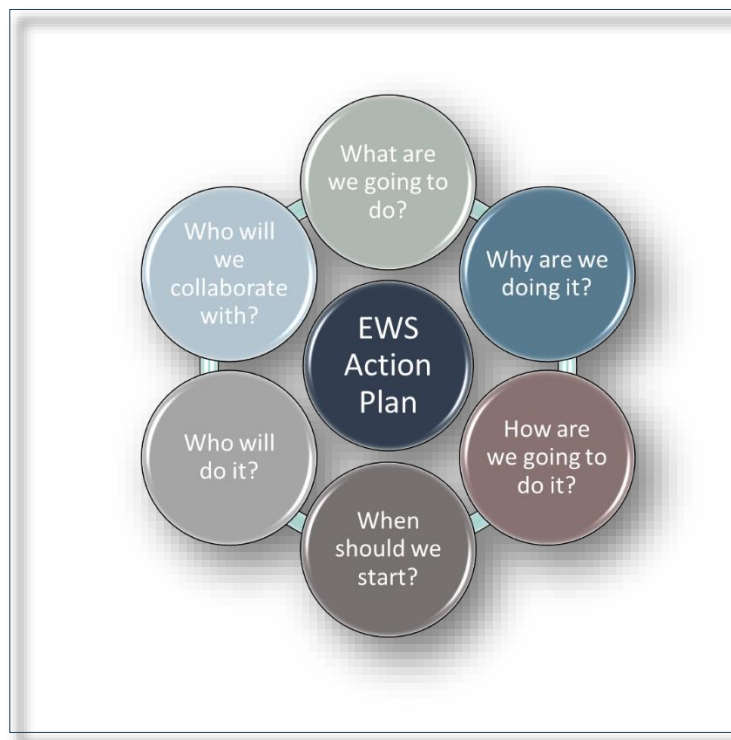 What are
we going to
do?
Why are we
doing it?
How are
we going to
do it?
When
should we
start?
Who will
do it?
Who will
we
collaborate
with?
EWS
Action
Plan